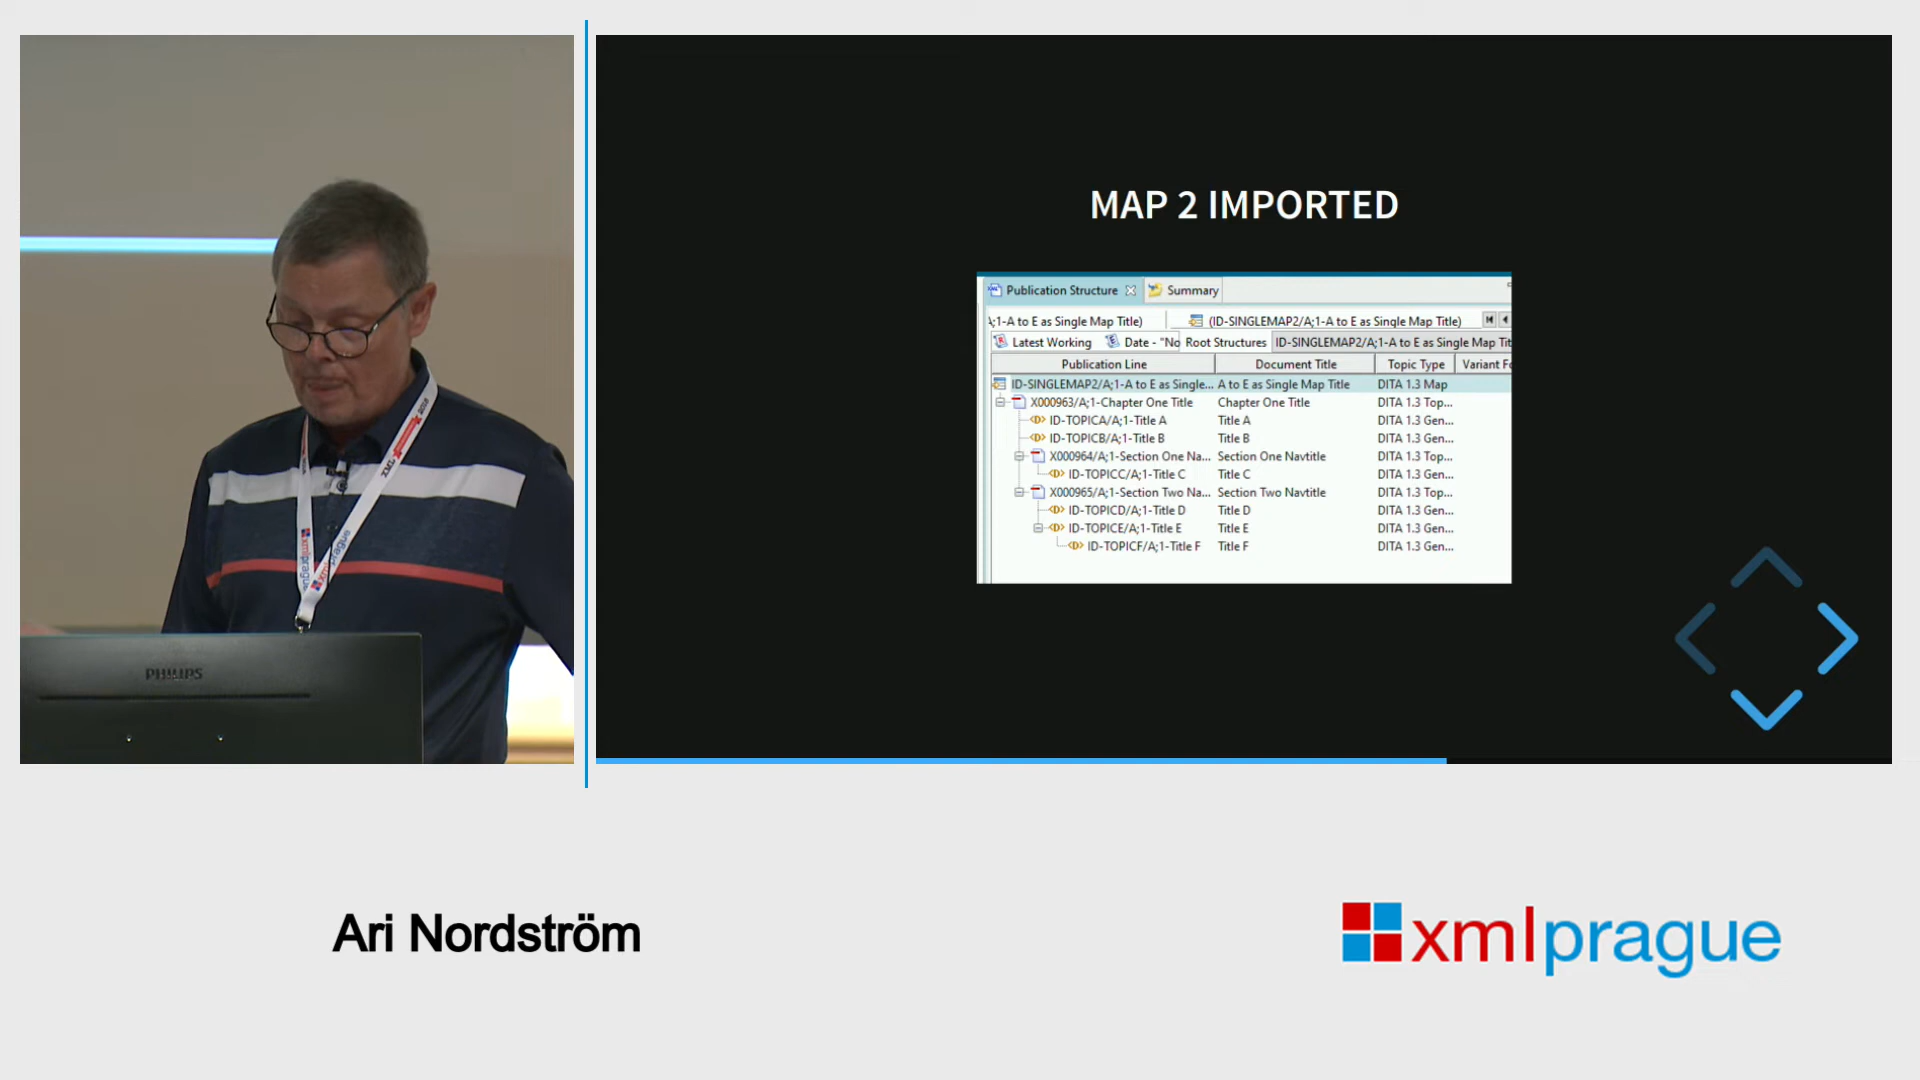 MAP 2 IMPORTED
Publication Structure Summary
A;1-A to E as Single Map Title) (ID-SINGLEMAP2/A;1-A to E as Single Map Title)
Latest Working Date - "No Root Structures ID-SINGLEMAP2/A;1-A to E as Single Map Tit
Publication Line Document Title Topic Type Variant Fo
ID-SINGLEMAP2/A;1-A to E as Single... A to E as Single Map Title DITA 1.3 Map
X000963/A;1-Chapter One Title Chapter One Title DITA 1.3 Top...
ID-TOPICA/A;1-Title A Title A DITA 1.3 Gen...
ID-TOPICB/A;1-Title B Title B DITA 1.3 Gen...
X000964/A;1-Section One Na... Section One Navtitle DITA 1.3 Top...
ID-TOPICC/A;1-Title C Title C DITA 1.3 Gen...
X000965/A;1-Section Two Na... Section Two Navtitle DITA 1.3 Top...
ID-TOPICD/A;1-Title D Title D DITA 1.3 Gen...
ID-TOPICE/A;1-Title E Title E DITA 1.3 Gen...
ID-TOPICF/A;1-Title F Title F DITA 1.3 Gen...
xmlprague
PHILIPS
Ari Nordström
xmlprague